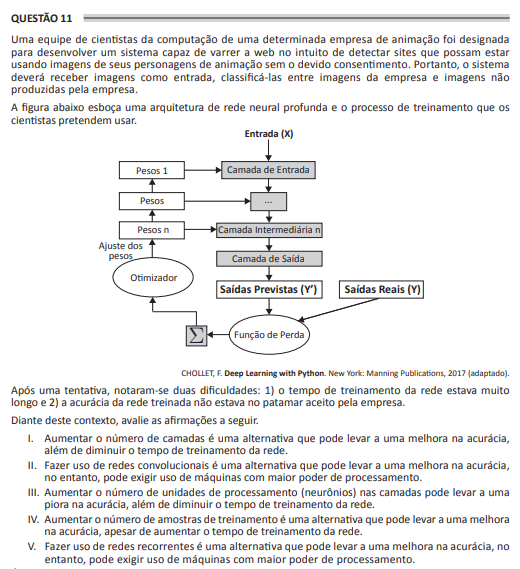 QUESTÃO 11
Uma equipe de cientistas da computação de uma determinada empresa de animação foi designada
para desenvolver um sistema capaz de varrer a web no intuito de detectar sites que possam estar
usando imagens de seus personagens de animação sem o devido consentimento. Portanto, o sistema
deverá receber imagens como entrada, classificá-las entre imagens da empresa e imagens não
produzidas pela empresa.
A figura abaixo esboça uma arquitetura de rede neural profunda e o processo de treinamento que os
cientistas pretendem usar.
Entrada (X)
Pesos 1
Camada de Entrada
Pesos
...
Pesos n
Camada Intermediária n
Ajuste dos
pesos
Camada de Saída
Otimizador
Saídas Previstas (Y’)
Saídas Reais (Y)
Σ
Função de Perda
CHOLLET, F. Deep Learning with Python. New York: Manning Publications, 2017 (adaptado).
Após uma tentativa, notaram-se duas dificuldades: 1) o tempo de treinamento da rede estava muito
longo e 2) a acurácia da rede treinada não estava no patamar aceito pela empresa.
Diante deste contexto, avalie as afirmações a seguir.
I. Aumentar o número de camadas é uma alternativa que pode levar a uma melhora na acurácia,
além de diminuir o tempo de treinamento da rede.
II. Fazer uso de redes convolucionais é uma alternativa que pode levar a uma melhora na acurácia,
no entanto, pode exigir uso de máquinas com maior poder de processamento.
III. Aumentar o número de unidades de processamento (neurônios) nas camadas pode levar a uma
piora na acurácia, além de diminuir o tempo de treinamento da rede.
IV. Aumentar o número de amostras de treinamento é uma alternativa que pode levar a uma melhora
na acurácia, apesar de aumentar o tempo de treinamento da rede.
V. Fazer uso de redes recorrentes é uma alternativa que pode levar a uma melhora na acurácia, no
entanto, pode exigir uso de máquinas com maior poder de processamento.